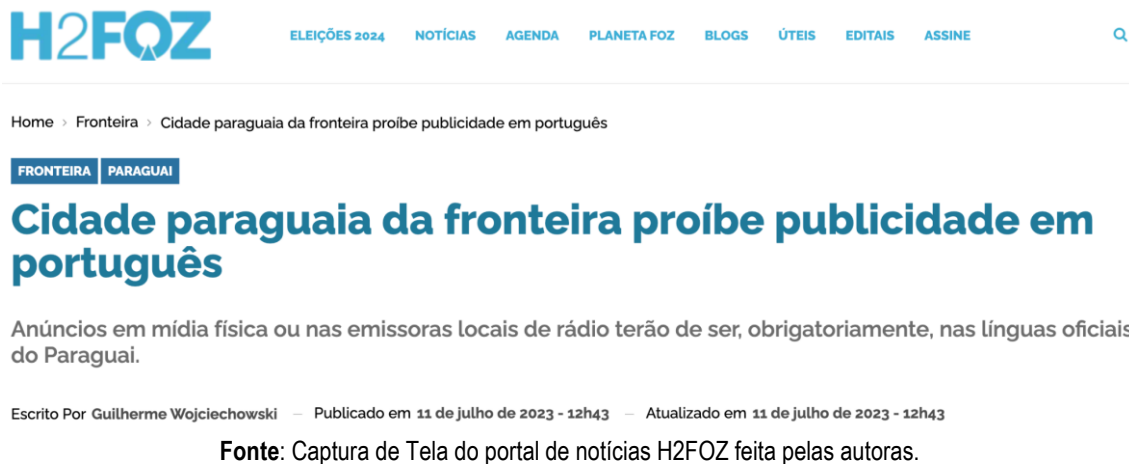 H2FOZ
ELEIÇÕES 2024 NOTÍCIAS AGENDA PLANETA FOZ BLOGS ÚTEIS EDITAIS ASSINE
Home > Fronteira > Cidade paraguaia da fronteira proíbe publicidade em português
FRONTEIRA PARAGUAI
Cidade paraguaia da fronteira proíbe publicidade em
português
Anúncios em mídia física ou nas emissoras locais de rádio terão de ser, obrigatoriamente, nas línguas oficiais
do Paraguai.
Escrito Por Guilherme Wojciechowski — Publicado em 11 de julho de 2023 - 12h43 — Atualizado em 11 de julho de 2023 - 12h43
Fonte: Captura de Tela do portal de notícias H2FOZ feita pelas autoras.